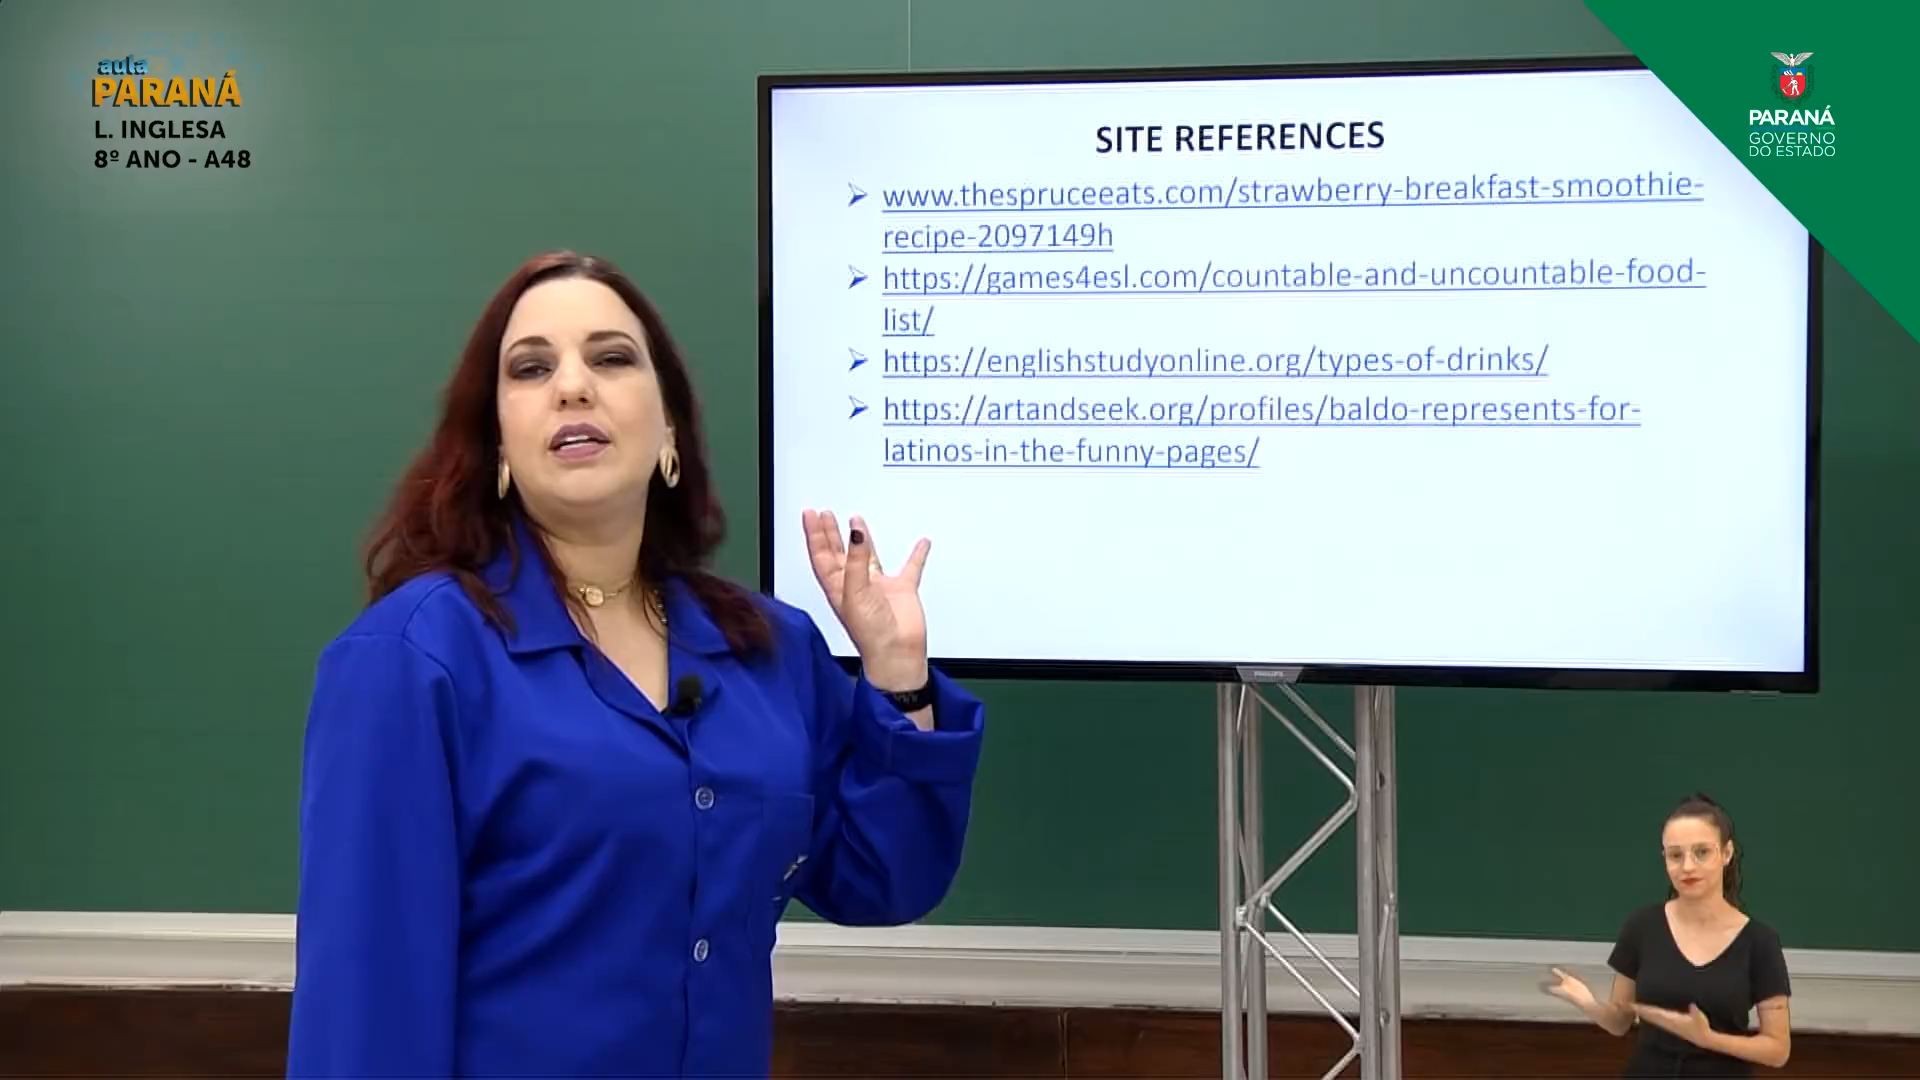 aula
PARANÁ
L. INGLESA
8º ANO - A48
PARANÁ
GOVERNO
DO ESTADO
SITE REFERENCES
www.thespruceeats.com/strawberry-breakfast-smoothie-
recipe-2097149h
https://games4esl.com/countable-and-uncountable-food-
list/
https://englishstudyonline.org/types-of-drinks/
https://artandseek.org/profiles/baldo-represents-for-
latinos-in-the-funny-pages/
PHILIPS